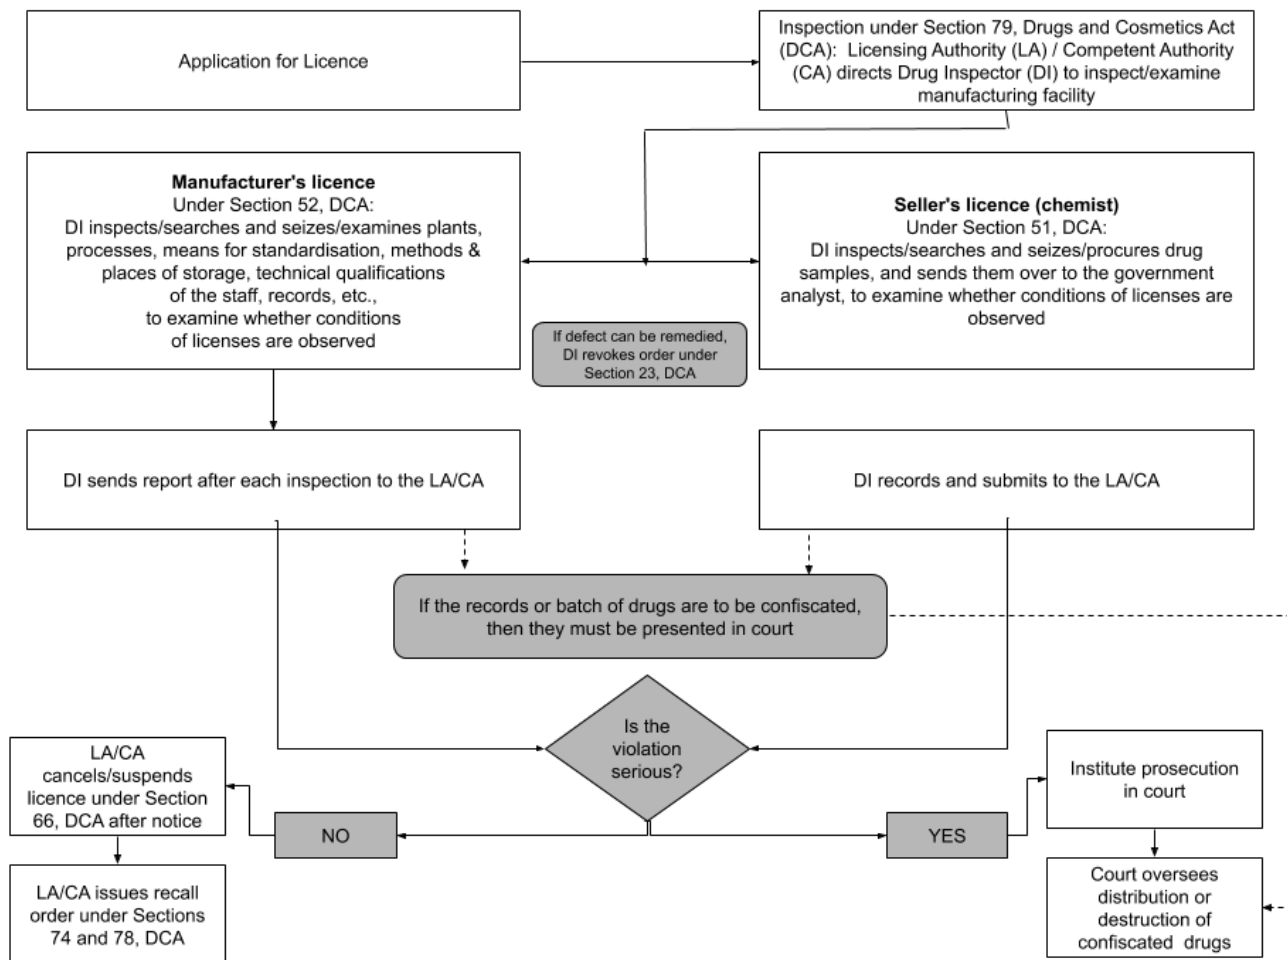 Application for Licence
Inspection under Section 79, Drugs and Cosmetics Act
(DCA): Licensing Authority (LA) / Competent Authority
(CA) directs Drug Inspector (DI) to inspect/examine
manufacturing facility
Manufacturer's licence
Under Section 52, DCA:
DI inspects/searches and seizes/examines plants,
processes, means for standardisation, methods &
places of storage, technical qualifications
of the staff, records, etc.,
to examine whether conditions
of licenses are observed
Seller's licence (chemist)
Under Section 51, DCA:
DI inspects/searches and seizes/procures drug
samples, and sends them over to the government
analyst, to examine whether conditions of licenses are
observed
If defect can be remedied,
DI revokes order under
Section 23, DCA
DI sends report after each inspection to the LA/CA
DI records and submits to the LA/CA
If the records or batch of drugs are to be confiscated,
then they must be presented in court
Is the
violation
serious?
LA/CA
cancels/suspends
licence under Section
66, DCA after notice
NO
YES
Institute prosecution
in court
LA/CA issues recall
order under Sections
74 and 78, DCA
Court oversees
distribution or
destruction of
confiscated drugs